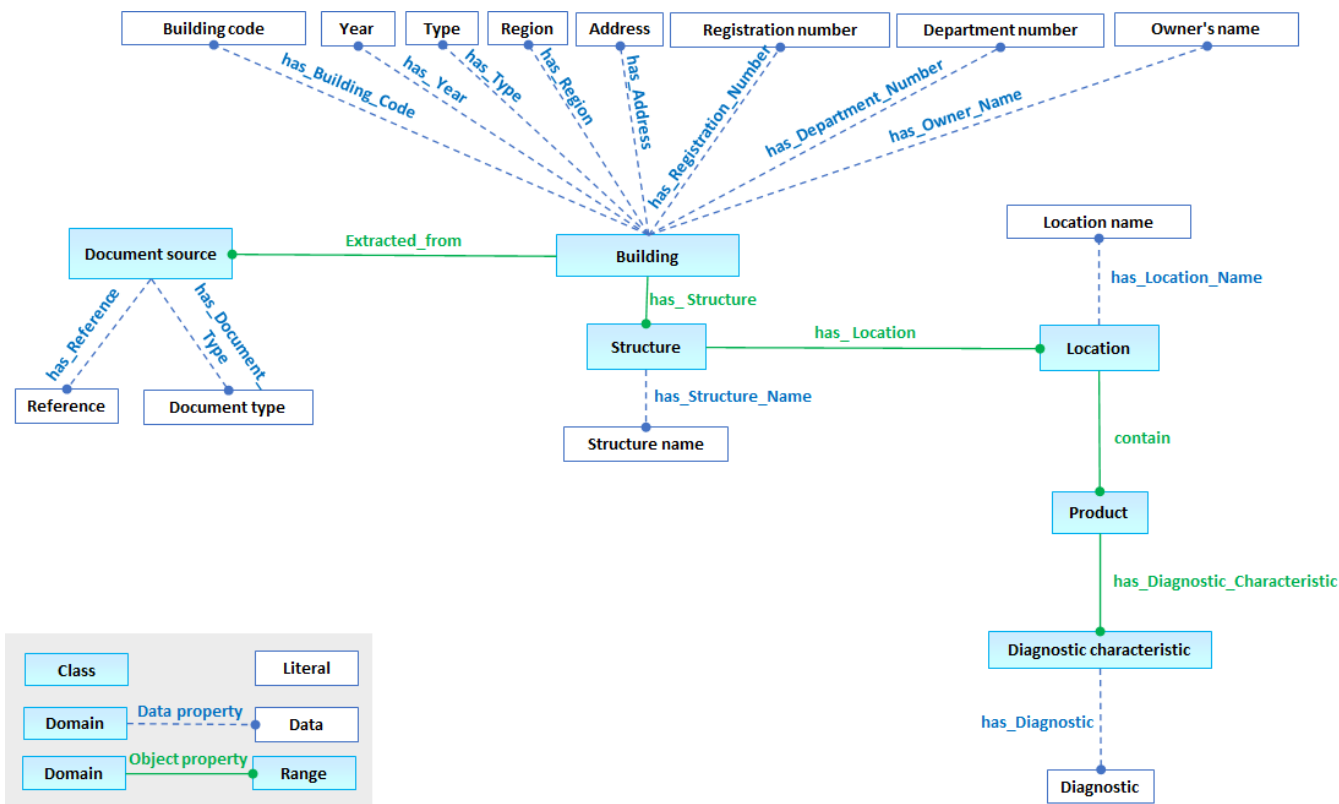 Building code
Year
Type
Region
Address
Registration number
Department number
Owner's name
has_Building_Code
has_Year
has_Type
has_Region
has_Address
has_Registration_Number
has_Department_Number
has_Owner_Name
Document source
Extracted_from
Building
Location name
has_Location_Name
has_ Structure
has_Reference
has_Document_
Type
Structure
has_ Location
Location
Reference
Document type
has_Structure_Name
Structure name
contain
Product
has_Diagnostic_Characteristic
Diagnostic characteristic
has_Diagnostic
Diagnostic
Class
Literal
Domain
Data property
Data
Domain
Object property
Range